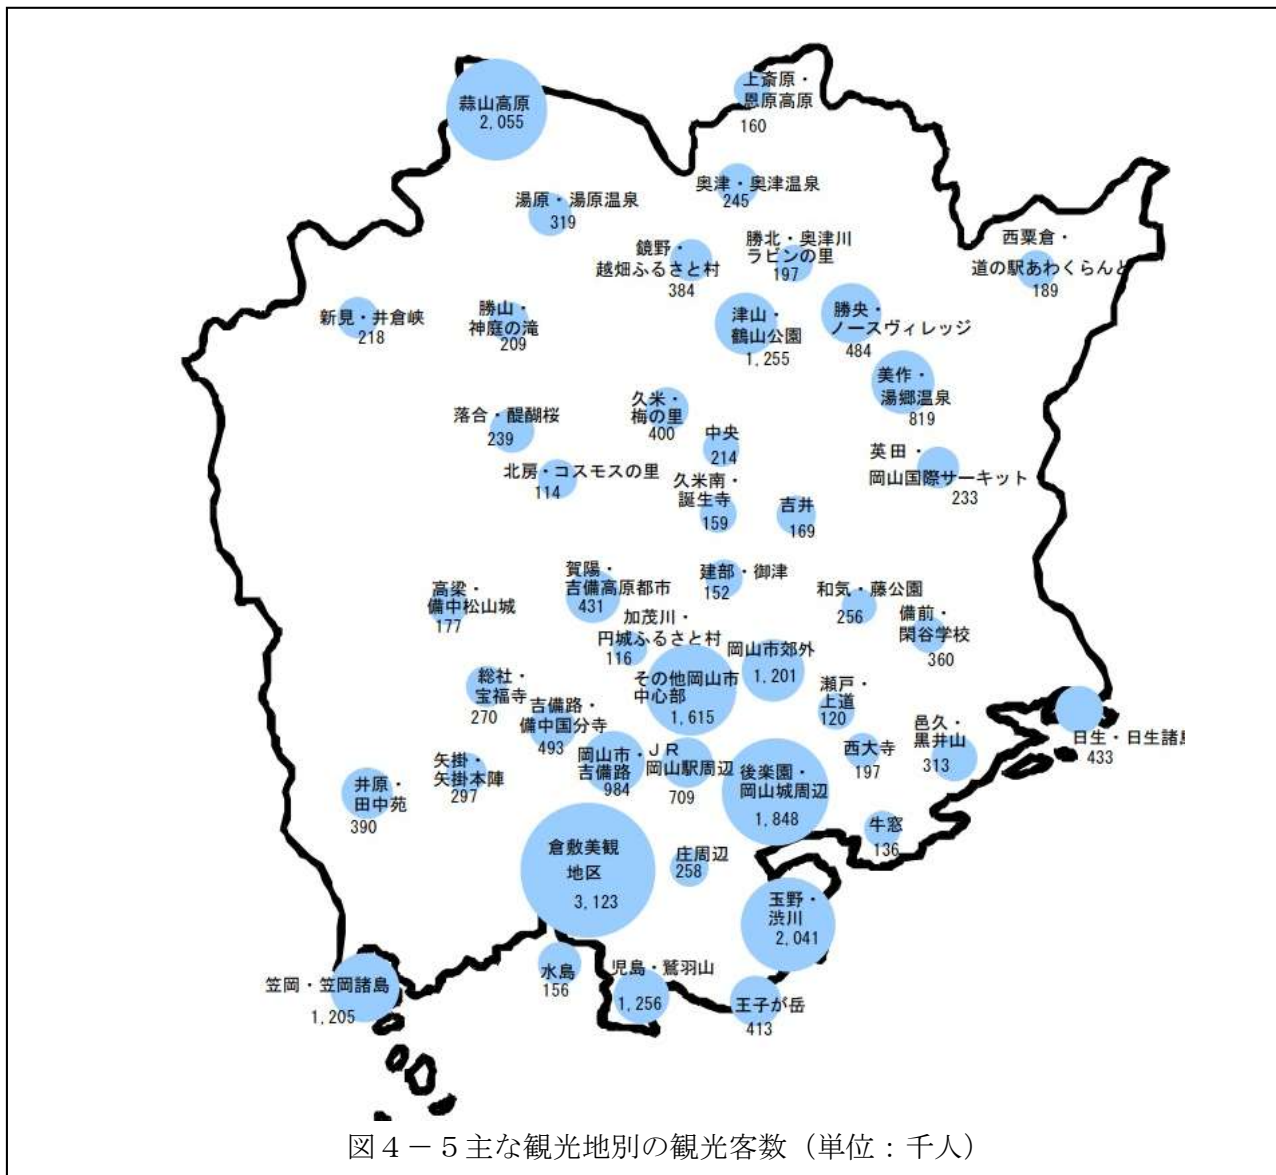 上斎原・
恩原高原
160
蒜山高原
2,055
奥津・奥津温泉
245
湯原・湯原温泉
319
鏡野・
越畑ふるさと村
384
勝北・奥津川
ラビンの里
197
西粟倉・
道の駅あわくらんど
189
新見・井倉峡
218
勝山・
神庭の滝
209
津山・
鶴山公園
1,255
勝央・
ノースヴィレッジ
484
美作・
湯郷温泉
819
落合・醍醐桜
239
久米・
梅の里
400
中央
214
英田・
岡山国際サーキット
233
北房・コスモスの里
114
久米南・
誕生寺
159
吉井
169
賀陽・
吉備高原都市
431
建部・御津
152
高梁・
備中松山城
177
和気・藤公園
256
備前・
閑谷学校
360
加茂川・
円城ふるさと村
116
岡山市郊外
1,201
その他岡山市
中心部
1,615
総社・
宝福寺
270
吉備路・
備中国分寺
493
瀬戸・
上道
120
邑久・
黒井山
313
日生・日生諸島
433
西大寺
197
岡山市・
吉備路
984
JR
岡山駅周辺
709
後楽園・
岡山城周辺
1,848
矢掛・
矢掛本陣
297
井原・
田中苑
390
牛窓
136
倉敷美観
地区
3,123
庄周辺
258
玉野・
渋川
2,041
水島
156
児島・鷲羽山
1,256
王子が岳
413
笠岡・笠岡諸島
1,205
図４－５主な観光地別の観光客数（単位：千人）